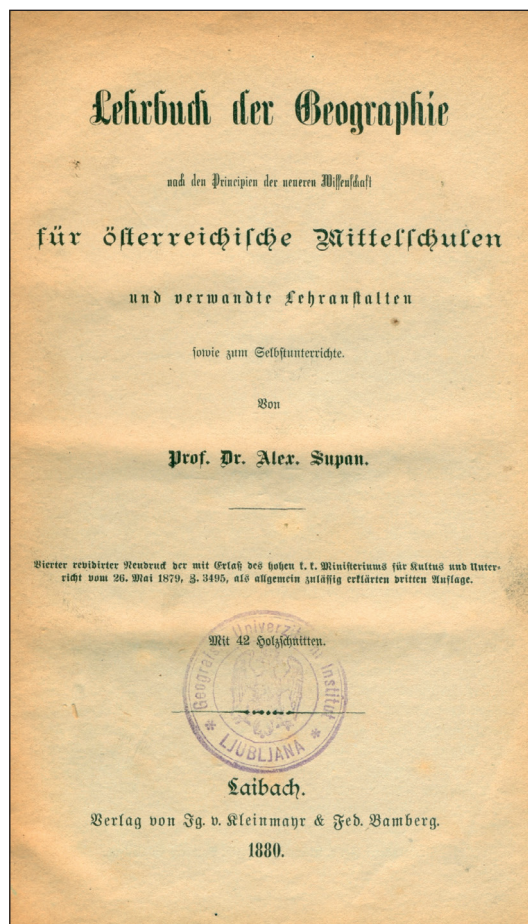 Lehrbuch der Geographie
nach den Principien der neueren Wissenschaft
für österreichische Mittelschulen
und verwandte Lehranstalten
sowie zum Selbstunterrichte.
Von
Prof. Dr. Alex. Supan.
Vierter revidirter Neudruck der mit Erlaß des hohen k. k. Ministeriums für Kultus und Unter-
richt vom 26. Mai 1879, Z. 3495, als allgemein zulässig erklärten dritten Auflage.
Mit 42 Holzschnitten.
Institut
LJUBLJANA
Laibach.
Verlag von Ig. v. Kleinmayr & Fed. Bamberg.
1880.